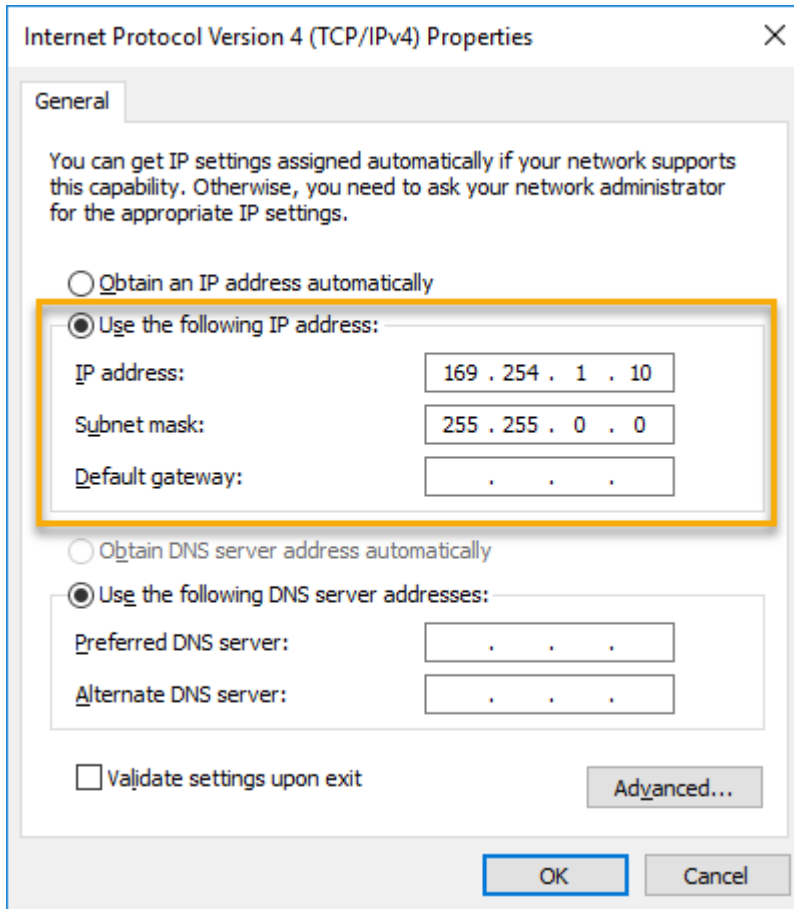 Internet Protocol Version 4 (TCP/IPv4) Properties
General
You can get IP settings assigned automatically if your network supports
this capability. Otherwise, you need to ask your network administrator
for the appropriate IP settings.
Obtain an IP address automatically
Use the following IP address:
IP address: 169 . 254 . 1 . 10
Subnet mask: 255 . 255 . 0 . 0
Default gateway: . . .
Obtain DNS server address automatically
Use the following DNS server addresses:
Preferred DNS server: . . .
Alternate DNS server: . . .
Validate settings upon exit
Advanced...
OK Cancel